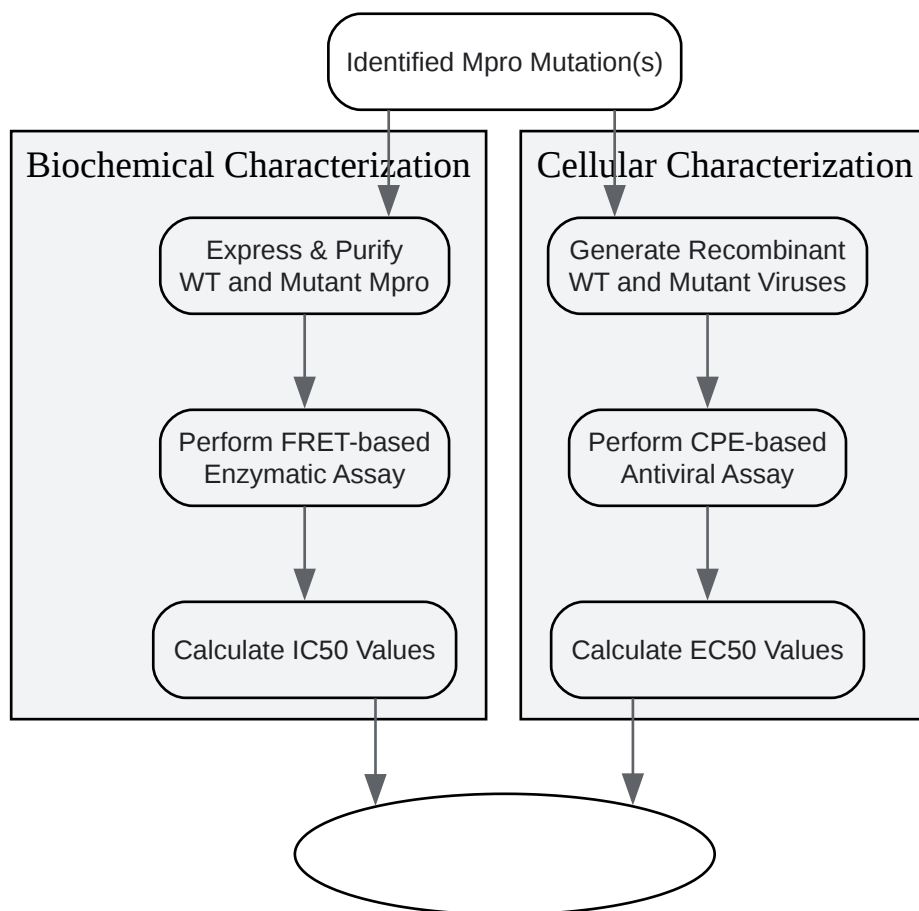 Identified Mpro Mutation(s)
Biochemical Characterization
Express & Purify
WT and Mutant Mpro
Perform FRET-based
Enzymatic Assay
Calculate IC50 Values
Cellular Characterization
Generate Recombinant
WT and Mutant Viruses
Perform CPE-based
Antiviral Assay
Calculate EC50 Values